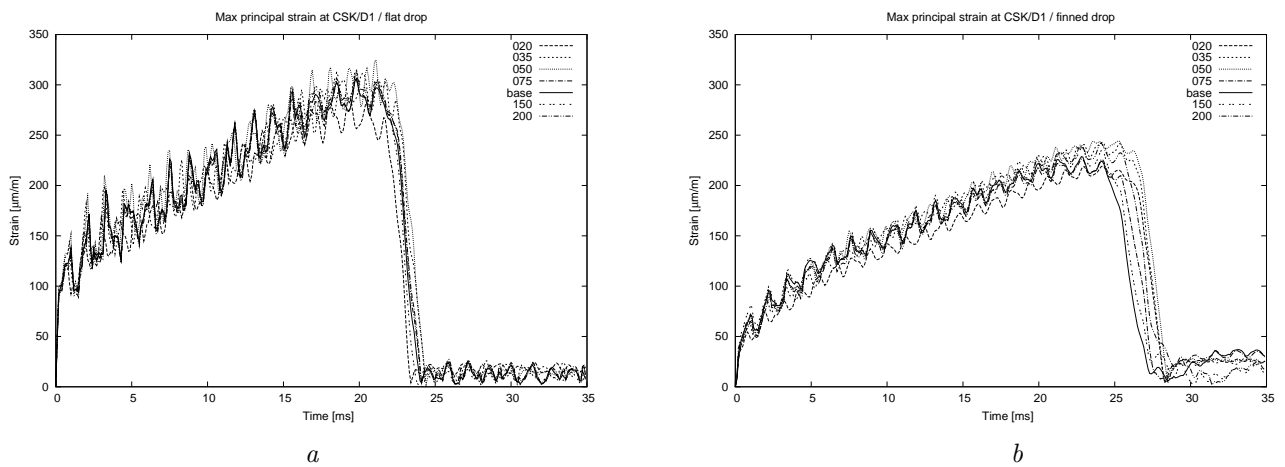 Max principal strain at CSK/D1 / flat drop
350
300
250
200
150
100
50
0
Strain [µm/m]
020
035
050
075
base
150
200
0 5 10 15 20 25 30 35
Time [ms]
a
Max principal strain at CSK/D1 / finned drop
350
300
250
200
150
100
50
0
Strain [µm/m]
020
035
050
075
base
150
200
0 5 10 15 20 25 30 35
Time [ms]
b